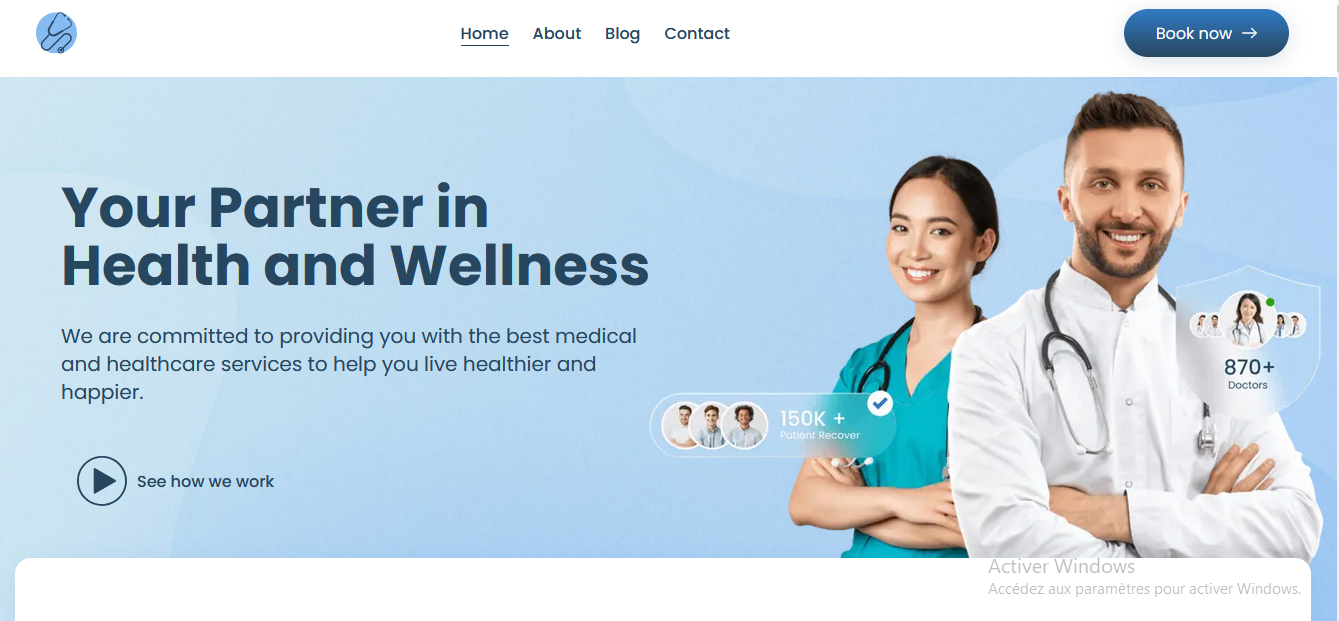 Home About Blog Contact
Book now
Your Partner in
Health and Wellness
We are committed to providing you with the best medical
and healthcare services to help you live healthier and
happier.
150K +
Patient Recover
870+
Doctors
See how we work
Activer Windows
Accédez aux paramètres pour activer Windows.